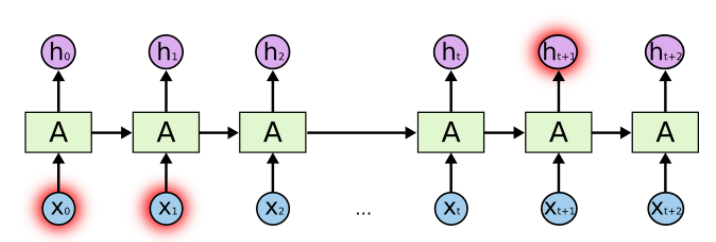 h₀ h₁ h₂ hₜ hₜ₊₁ hₜ₊₂
A A A A A A
x₀ x₁ x₂ ... xₜ xₜ₊₁ xₜ₊₂